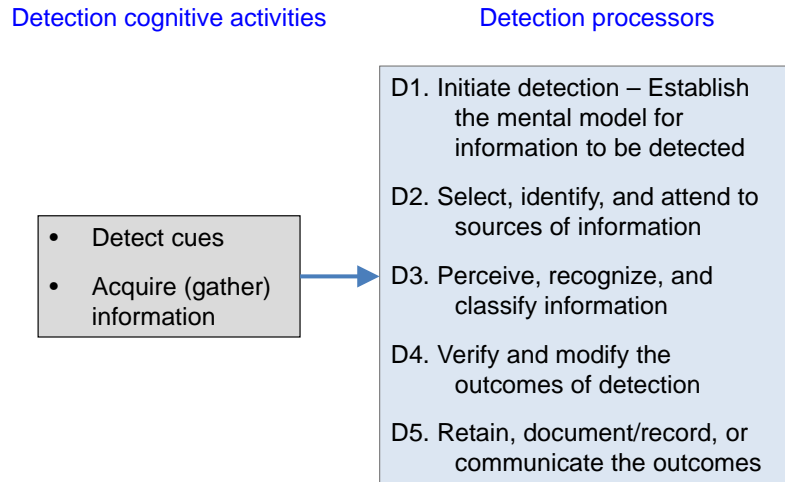 Detection cognitive activities
Detection processors
• Detect cues
• Acquire (gather)
information
D1. Initiate detection – Establish
the mental model for
information to be detected
D2. Select, identify, and attend to
sources of information
D3. Perceive, recognize, and
classify information
D4. Verify and modify the
outcomes of detection
D5. Retain, document/record, or
communicate the outcomes